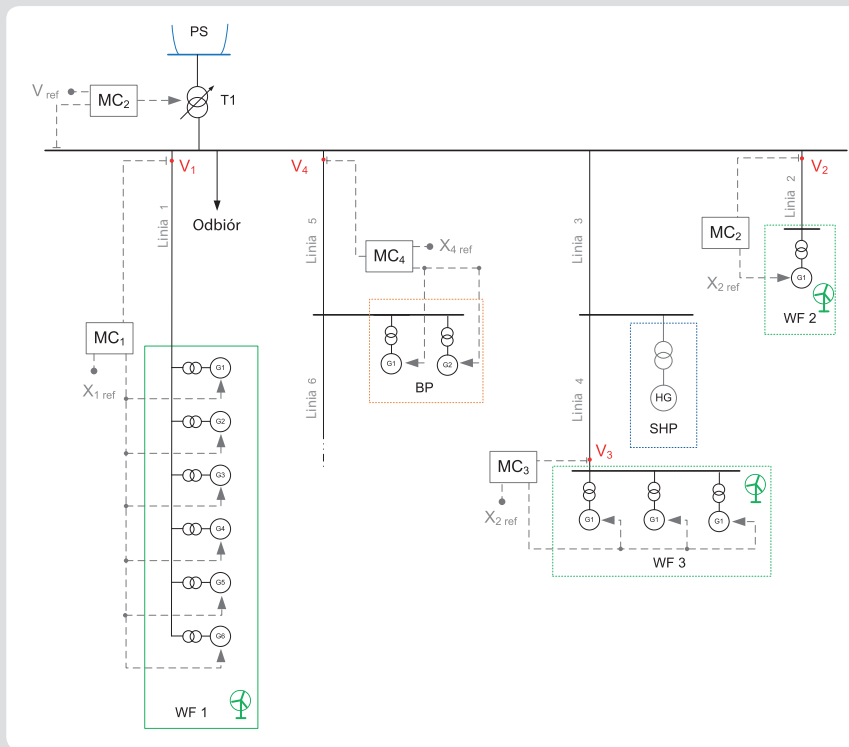 PS
V ref
MC2
T1
V1
V4
V2
Odbiór
Linia 1
Linia 5
Linia 3
Linia 2
MC4
X4 ref
MC2
X2 ref
G1
WF 2
MC1
X1 ref
G1
G2
BP
HG
SHP
Linia 6
Linia 4
G1
G2
G3
G4
G5
G6
WF 1
V3
MC3
X2 ref
G1
G1
G1
WF 3